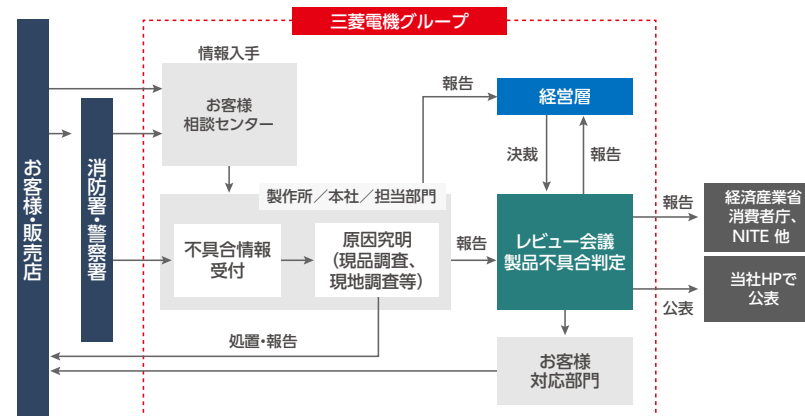 三菱電機グループ
情報入手
お客様
相談センター
報告
経営層
決裁
報告
お客様・販売店
消防署・警察署
製作所／本社／担当部門
不具合情報
受付
原因究明
（現品調査、
現地調査等）
報告
レビュー会議
製品不具合判定
報告
経済産業省
消費者庁、
NITE 他
公表
当社HPで
公表
処置・報告
お客様
対応部門